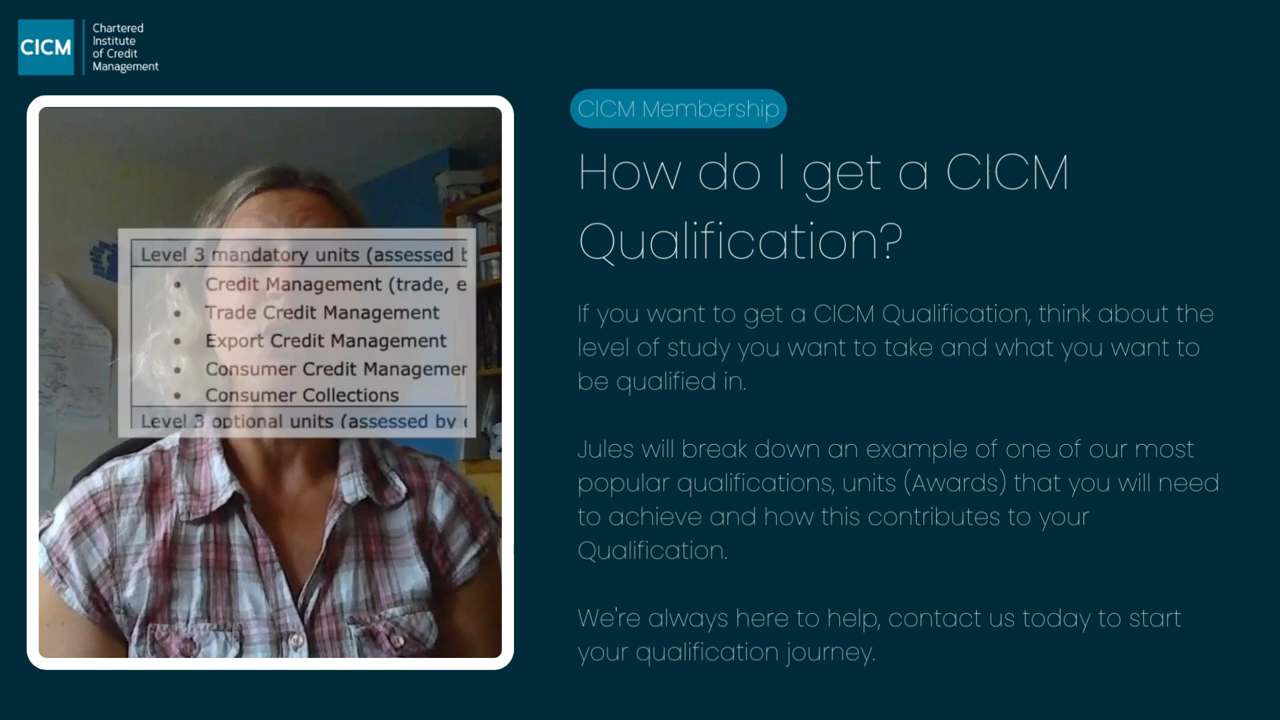 CICM
Chartered
Institute
of Credit
Management
Level 3 mandatory units (assessed
Credit Management (trade,
Trade Credit Management
Export Credit Management
Consumer Credit
Consumer Collections
Level 3 optional units (assessed by
CICM Membership
How do I get a CICM
Qualification?
If you want to get a CICM Qualification, think about the
level of study you want to take and what you want to
be qualified in.
Jules will break down an example of one of our most
popular qualifications, units (Awards) that you will need
to achieve and how this contributes to your
Qualification.
We're always here to help, contact us today to start
your qualification journey.